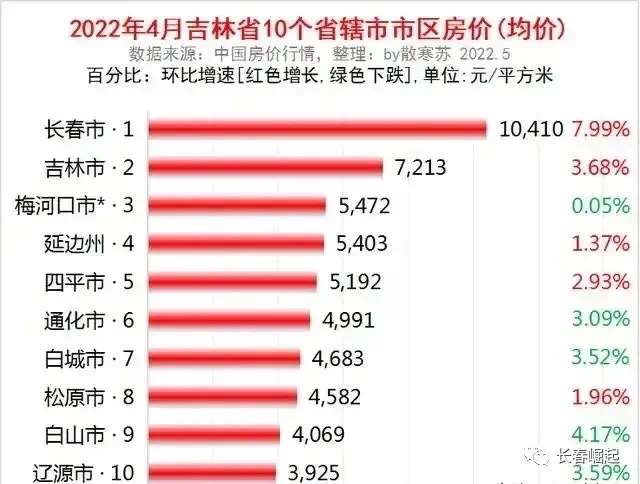 2022年4月吉林省10个省辖市市区房价(均价)
数据来源：中国房价行情，整理：by散寒苏 2022.5
百分比：环比增速[红色增长,绿色下跌],单位:元/平方米
长春市·1 10,410 7.99%
吉林市·2 7,213 3.68%
梅河口市*·3 5,472 0.05%
延边州·4 5,403 1.37%
四平市·5 5,192 2.93%
通化市·6 4,991 3.09%
白城市·7 4,683 3.52%
松原市·8 4,582 1.96%
白山市·9 4,069 4.17%
辽源市·10 3,925 3.59%
长春崛起